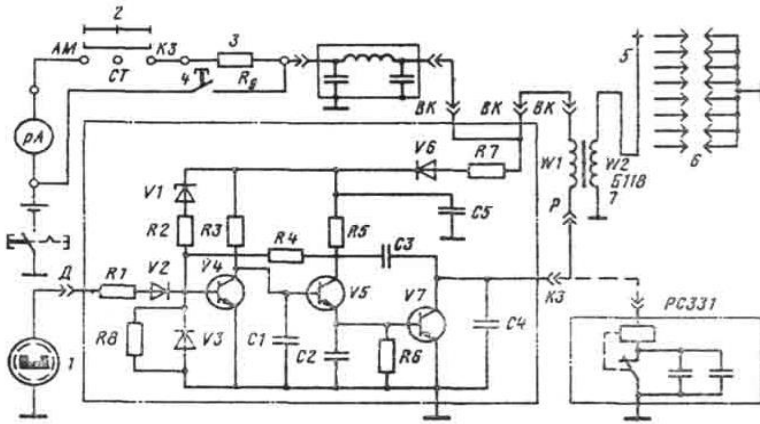 2
АМ СТ КЗ 3
4 Rg
рА
ВК ВК ВК
5
6
W1 W2
Б118
7
Р
V6 R7
V1
R2 R3 R4 R5 C3 C5
Д R1 V2 V4 V5 V7
КЗ
РС331
R8 V3 C1 C2 R6 C4
1